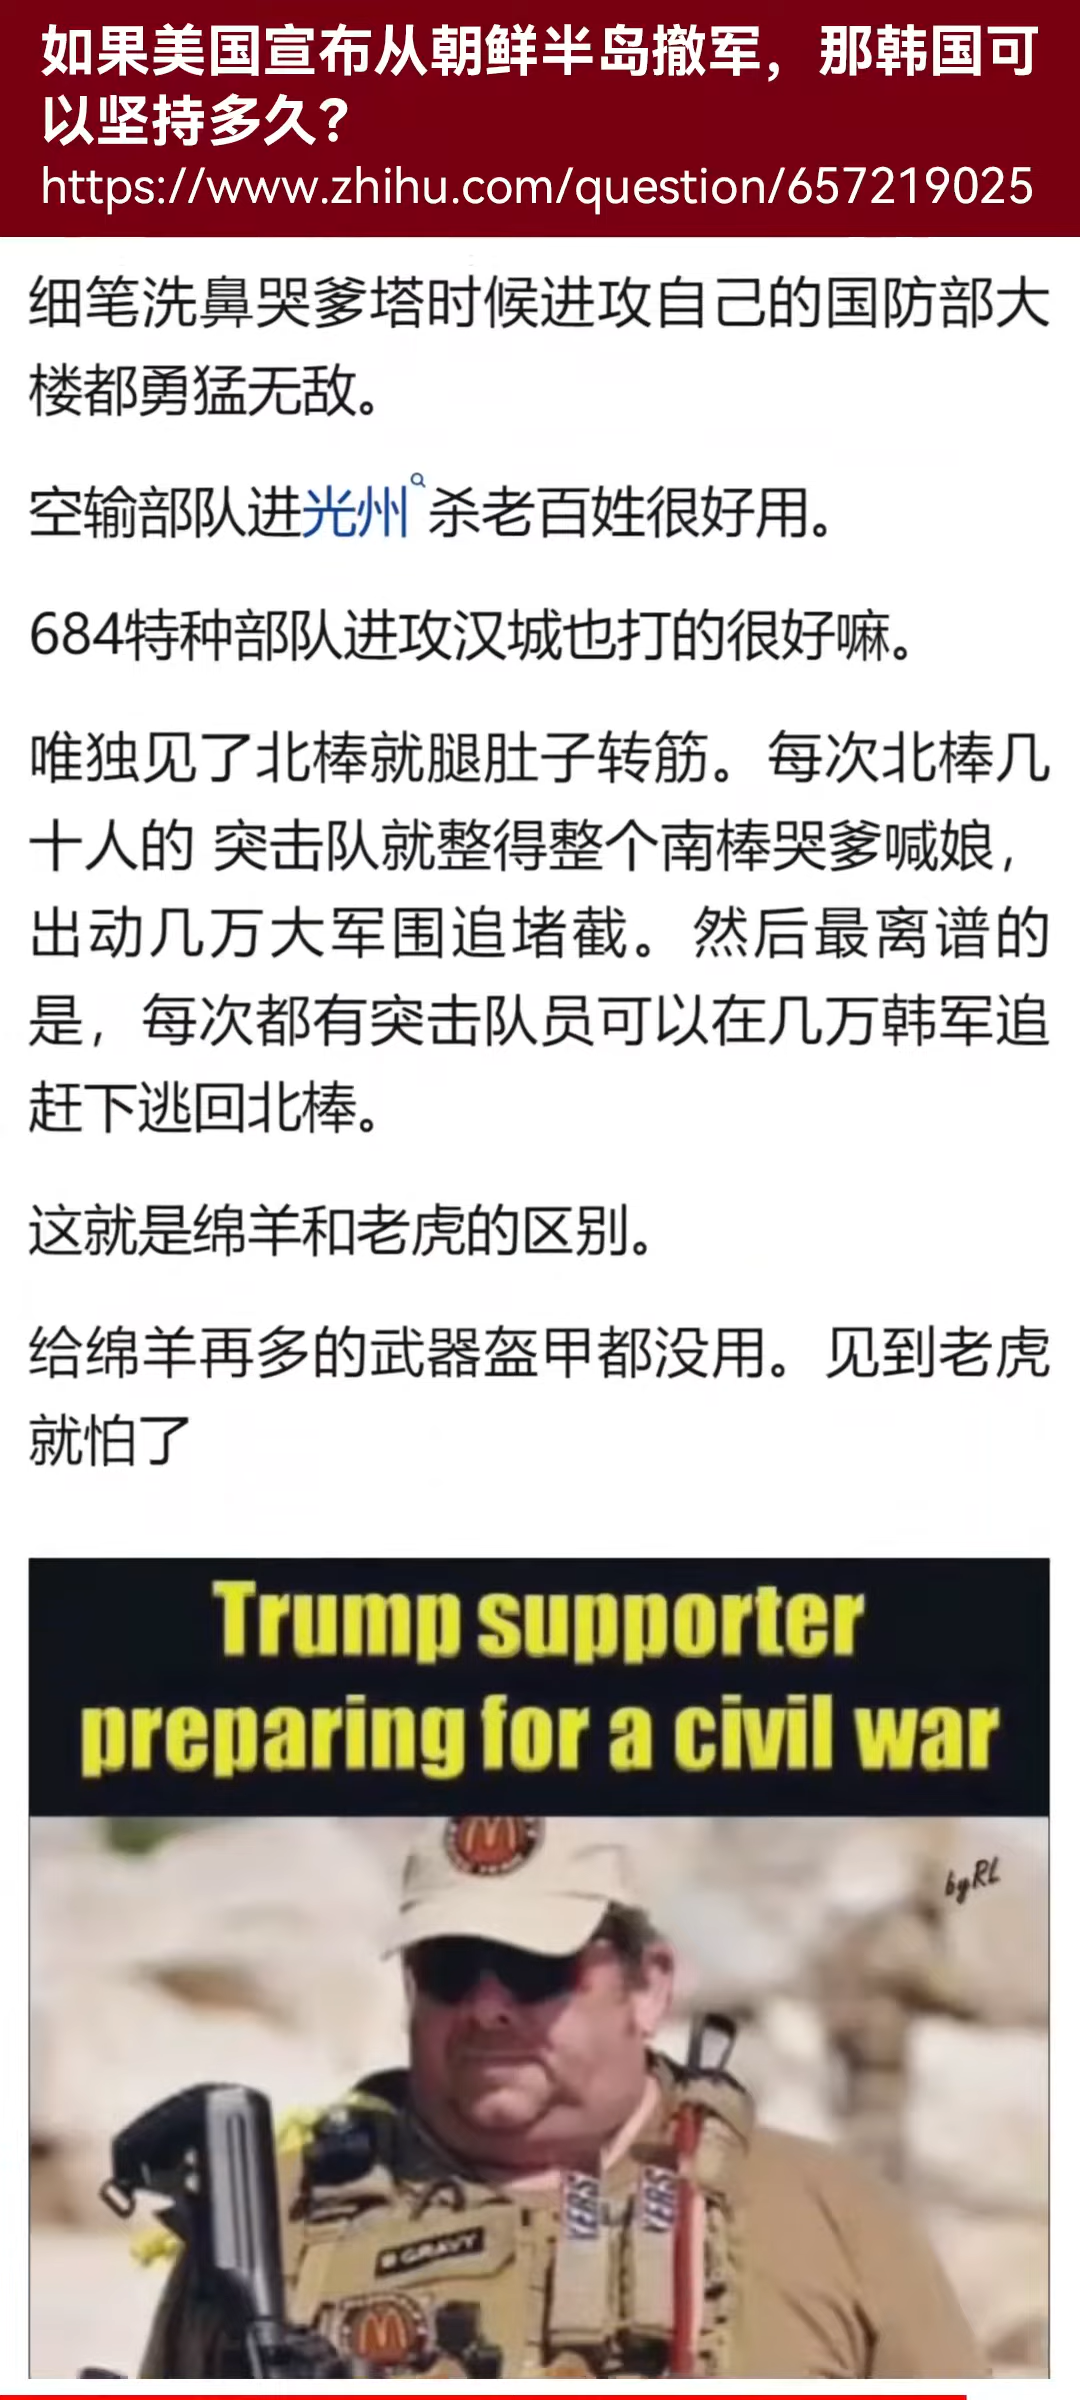 如果美国宣布从朝鲜半岛撤军，那韩国可
以坚持多久？
https://www.zhihu.com/question/657219025
细笔洗鼻哭爹塔时候进攻自己的国防部大
楼都勇猛无敌。
空输部队进光州杀老百姓很好用。
684特种部队进攻汉城也打的很好嘛。
唯独见了北棒就腿肚子转筋。每次北棒几
十人的 突击队就整得整个南棒哭爹喊娘，
出动几万大军围追堵截。然后最离谱的
是，每次都有突击队员可以在几万韩军追
赶下逃回北棒。
这就是绵羊和老虎的区别。
给绵羊再多的武器盔甲都没用。见到老虎
就怕了
Trump supporter
preparing for a civil war
byRL
GRAVY